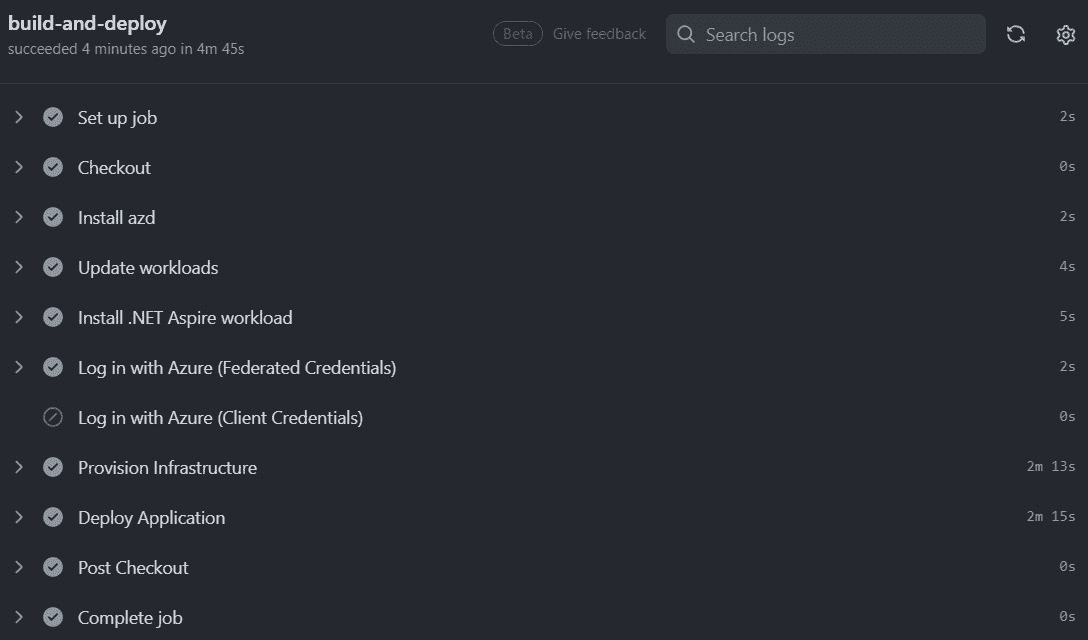 build-and-deploy
succeeded 4 minutes ago in 4m 45s
Beta Give feedback Search logs
Set up job 2s
Checkout 0s
Install azd 2s
Update workloads 4s
Install .NET Aspire workload 5s
Log in with Azure (Federated Credentials) 2s
Log in with Azure (Client Credentials) 0s
Provision Infrastructure 2m 13s
Deploy Application 2m 15s
Post Checkout 0s
Complete job 0s